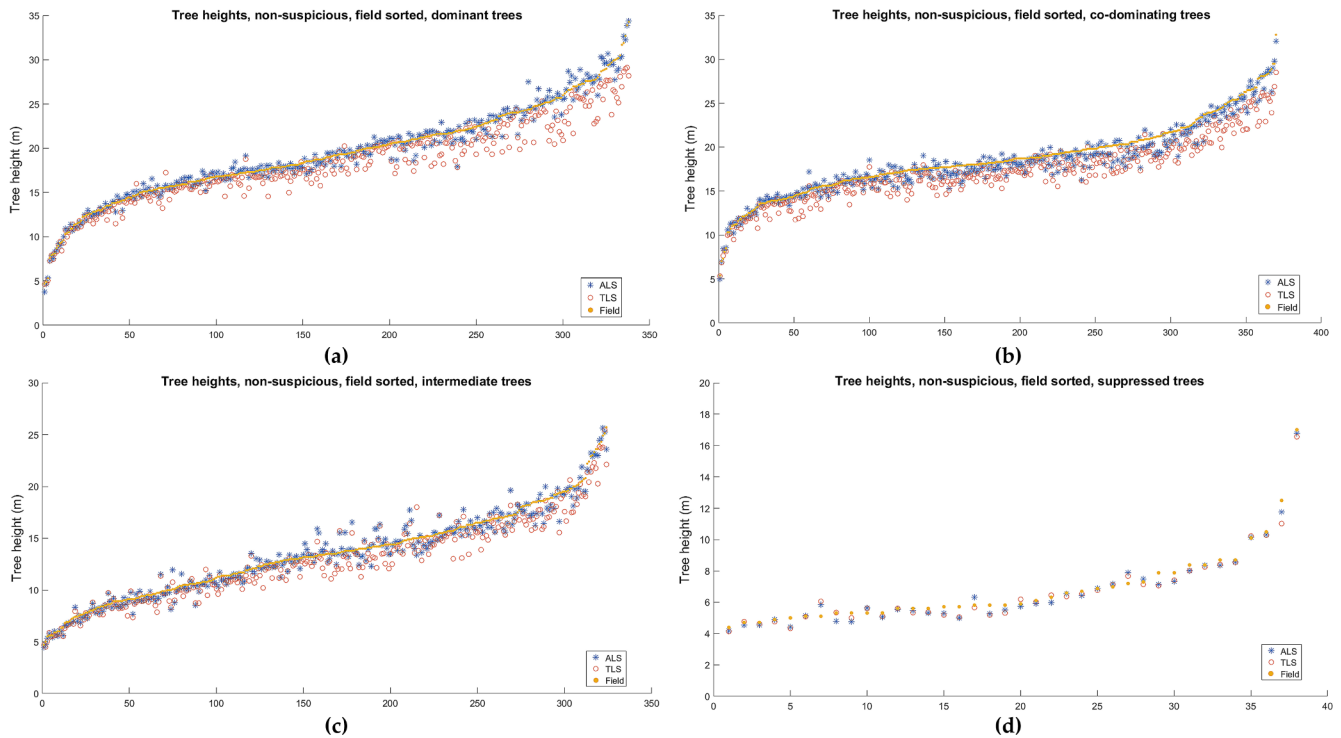 Tree heights, non-suspicious, field sorted, dominant trees
35
30
25
20
15
10
5
0
Tree height (m)
ALS
TLS
Field
0 50 100 150 200 250 300 350
(a)
Tree heights, non-suspicious, field sorted, co-dominating trees
35
30
25
20
15
10
5
0
Tree height (m)
ALS
TLS
Field
0 50 100 150 200 250 300 350 400
(b)
Tree heights, non-suspicious, field sorted, intermediate trees
30
25
20
15
10
5
0
Tree height (m)
ALS
TLS
Field
0 50 100 150 200 250 300 350
(c)
Tree heights, non-suspicious, field sorted, suppressed trees
20
18
16
14
12
10
8
6
4
2
0
Tree height (m)
ALS
TLS
Field
0 5 10 15 20 25 30 35 40
(d)